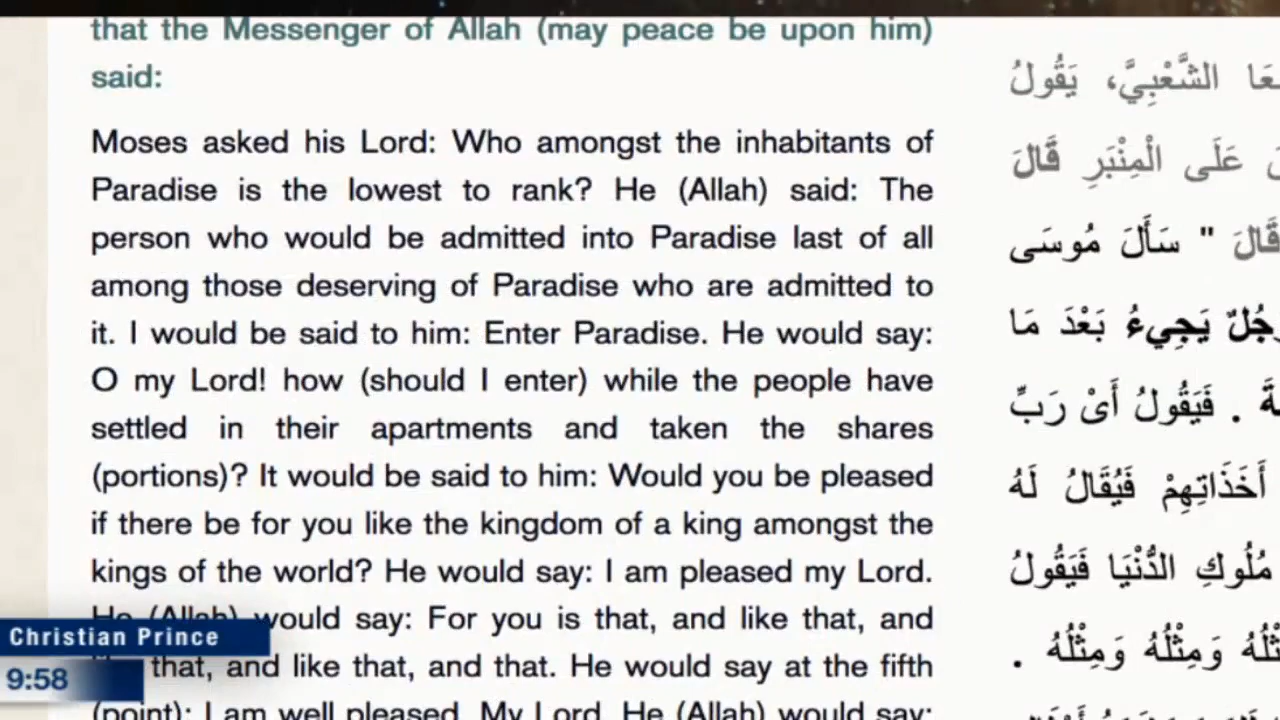 that the Messenger of Allah (may peace be upon him)
said:
Moses asked his Lord: Who amongst the inhabitants of
Paradise is the lowest to rank? He (Allah) said: The
person who would be admitted into Paradise last of all
among those deserving of Paradise who are admitted to
it. I would be said to him: Enter Paradise. He would say:
O my Lord! how (should I enter) while the people have
settled in their apartments and taken the shares
(portions)? It would be said to him: Would you be pleased
if there be for you like the kingdom of a king amongst the
kings of the world? He would say: I am pleased my Lord.
He (Allah) would say: For you is that, and like that, and
that, and like that, and that. He would say at the fifth
(point): I am well pleased. My Lord. He (Allah) would say:
الشَّعْبِيَّ، يَقُولُ
عَلَى الْمِنْبَرِ قَالَ
قَالَ " سَأَلَ مُوسَى
يَجِيءُ بَعْدَ مَا
. فَيَقُولُ أَىْ رَبِّ
أَخَذَاتِهِمْ فَيُقَالُ لَهُ
مُلُوكِ الدُّنْيَا فَيَقُولُ
وَمِثْلُهُ وَمِثْلُهُ .
Christian Prince
9:58